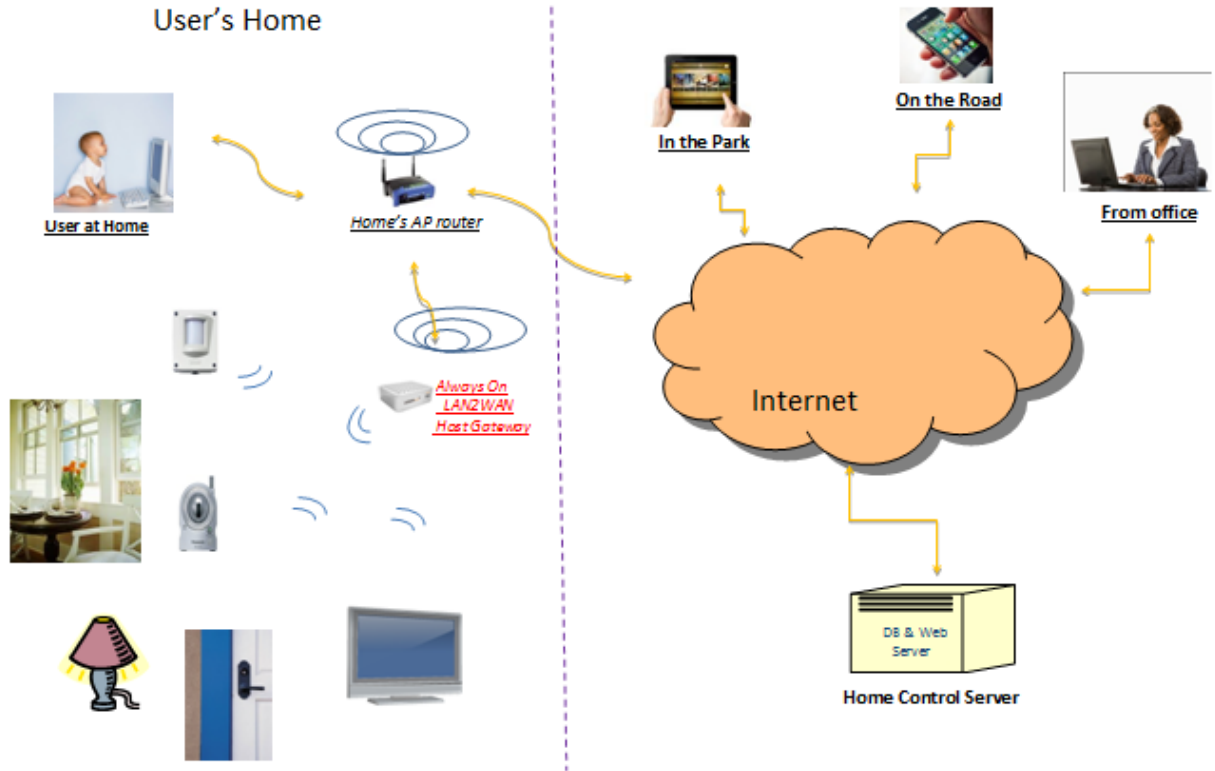 User's Home
In the Park
On the Road
From office
User at Home
Home's AP router
Always On
LAN2WAN
Host Gateway
Internet
DB & Web
Server
Home Control Server